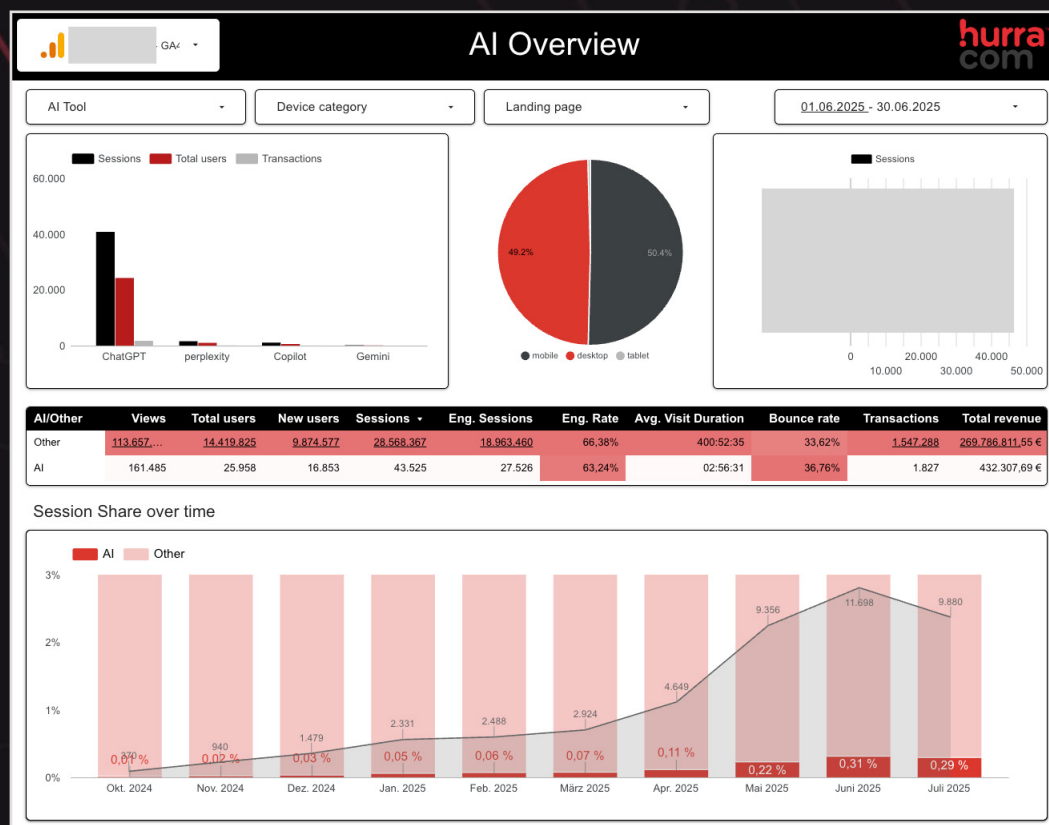 GA4
AI Overview
hurra
com
AI Tool
Device category
Landing page
01.06.2025 - 30.06.2025
Sessions Total users Transactions
60.000
40.000
20.000
0
ChatGPT perplexity Copilot Gemini
49.2%
50.4%
mobile desktop tablet
Sessions
0 20.000 40.000
10.000 30.000 50.000
AI/Other Views Total users New users Sessions Eng. Sessions Eng. Rate Avg. Visit Duration Bounce rate Transactions Total revenue
Other 113.657.... 14.419.825 9.874.577 28.568.367 18.963.460 66,38% 400:52:35 33,62% 1.547.288 269.786.811,55 €
AI 161.485 25.958 16.853 43.525 27.526 63,24% 02:56:31 36,76% 1.827 432.307,69 €
Session Share over time
AI Other
3%
2%
1%
0%
370 940 1.479 2.331 2.488 2.924 4.649 9.356 11.698 9.880
0,01 % 0,02 % 0,03 % 0,05 % 0,06 % 0,07 % 0,11 % 0,22 % 0,31 % 0,29 %
Okt. 2024 Nov. 2024 Dez. 2024 Jan. 2025 Feb. 2025 März 2025 Apr. 2025 Mai 2025 Juni 2025 Juli 2025